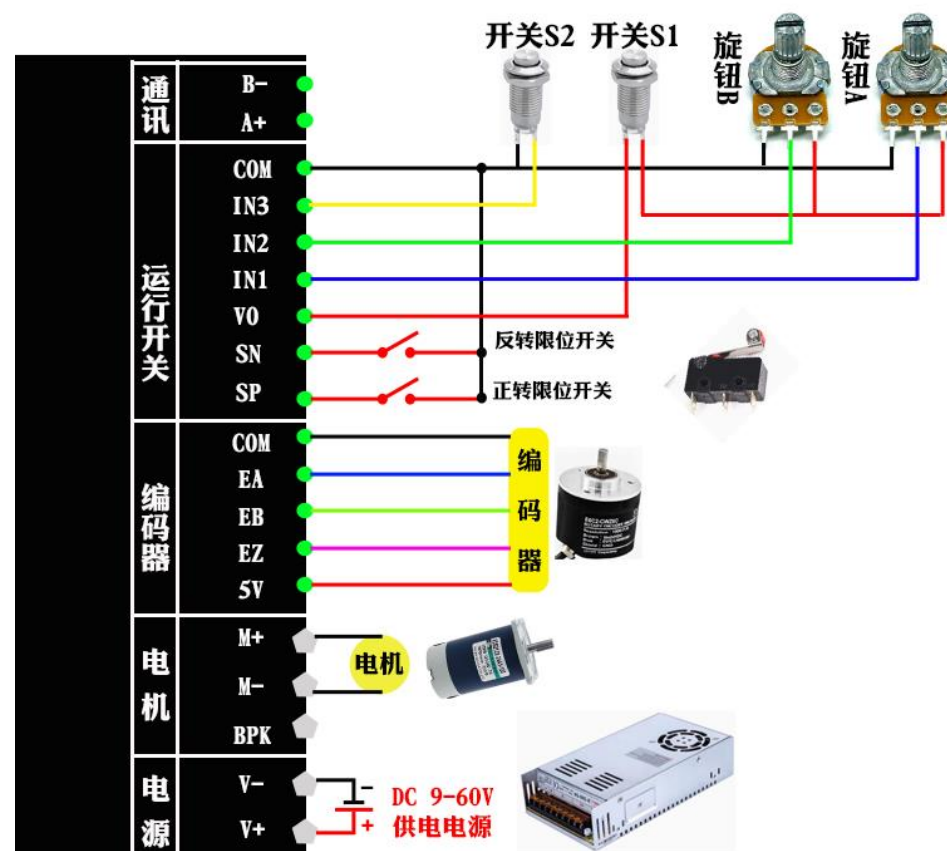 开关S2 开关S1
旋钮B
旋钮A
通讯
B-
A+
运行开关
COM
IN3
IN2
IN1
VO
SN
SP
反转限位开关
正转限位开关
编码器
COM
EA
EB
EZ
5V
编码器
电机
M+
M-
BPK
电机
电源
V-
V+
-
+
DC 9-60V
供电电源